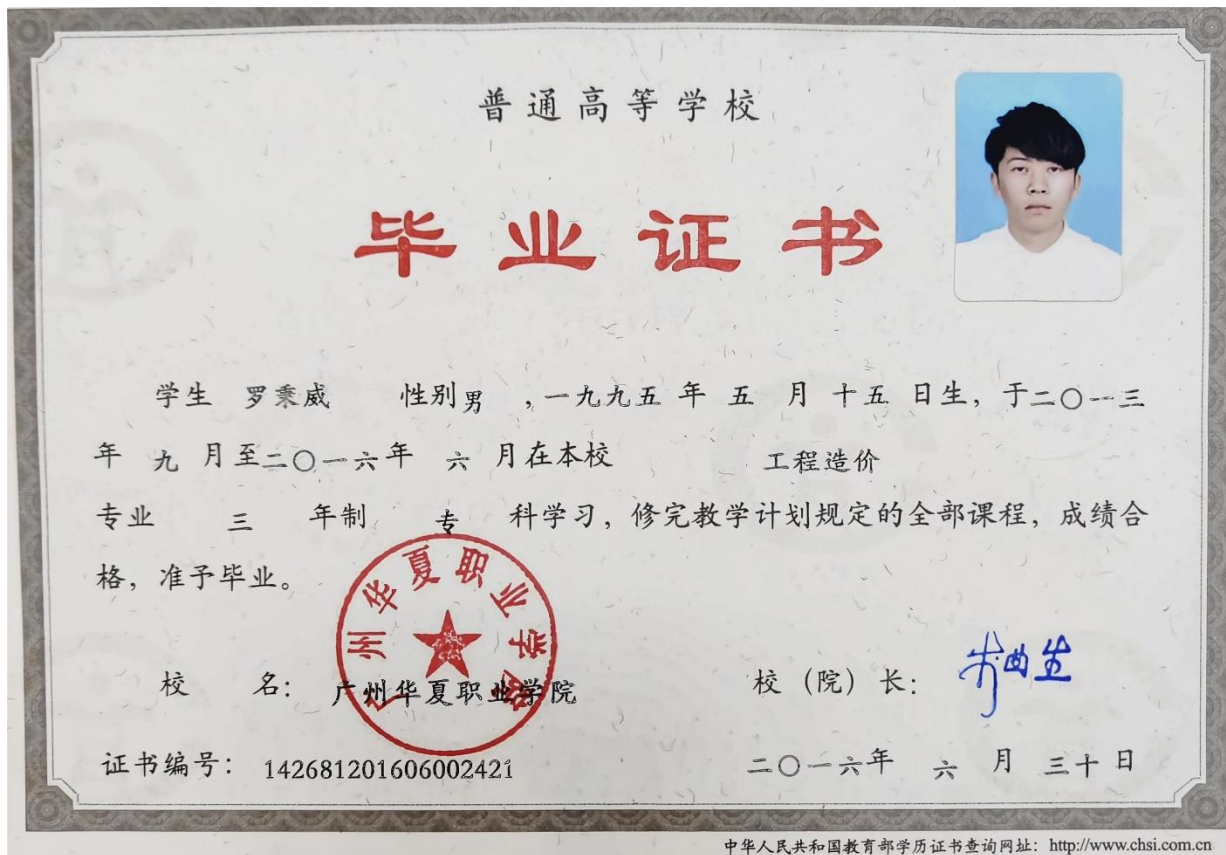 普通高等学校
毕业证书
学生 罗秉威 性别男 ,一九九五 年 五 月 十五 日生，于二〇一三
年 九 月至二〇一六年 六 月在本校 工程造价
专业 三 年制 专 科学习，修完教学计划规定的全部课程，成绩合
格，准予毕业。
广州华夏职业学院
校 名：广州华夏职业学院 校（院）长：
证书编号：142681201606002421 二〇一六年 六 月 三十 日
中华人民共和国教育部学历证书查询网址：http://www.chsi.com.cn